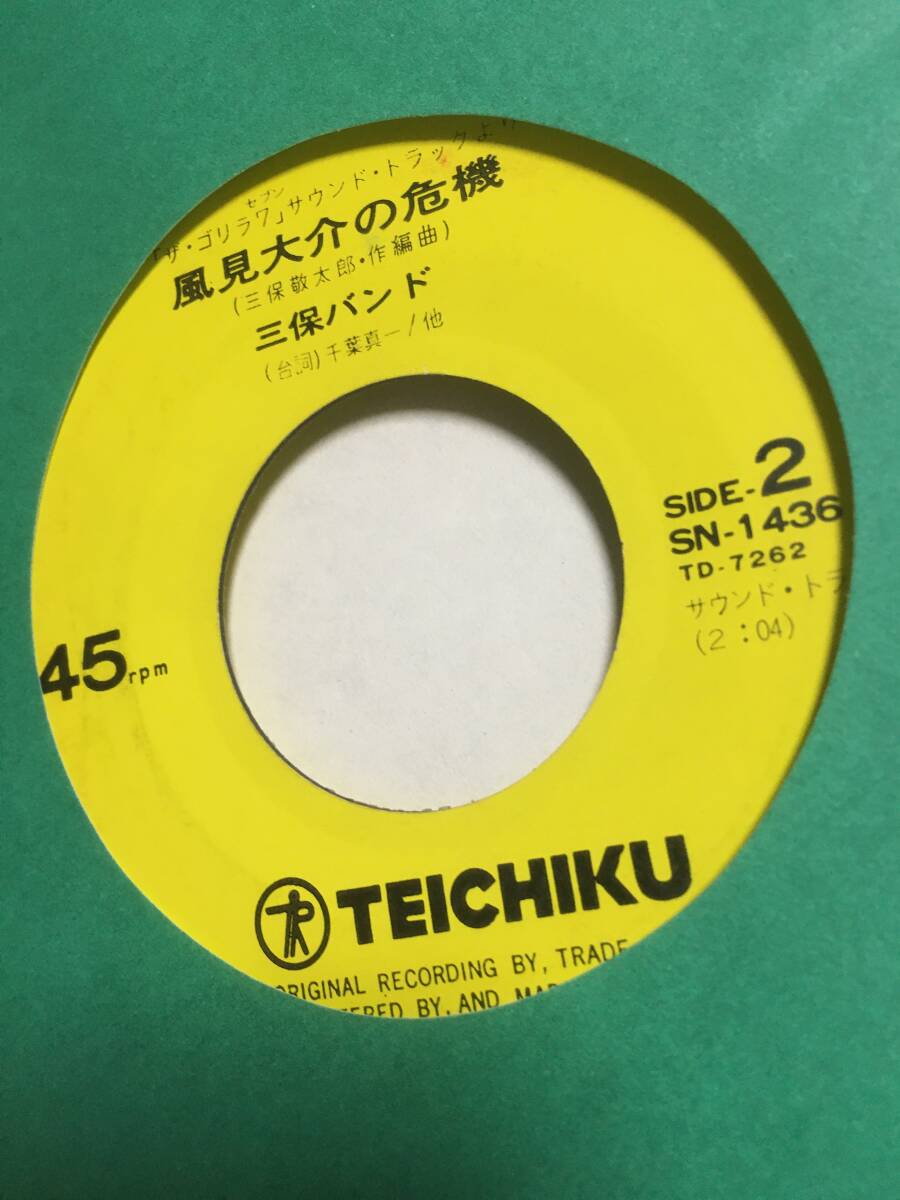 セブン
「ザ・ゴリラ7」サウンド・トラックより
風見大介の危機
(三保敬太郎・作編曲)
三保バンド
(台詞)千葉真一/他
SIDE-2
SN-1436
TD-7262
サウンド・トラ
(2:04)
45rpm
TEICHIKU
ORIGINAL RECORDING BY, TRADE
BY, AND